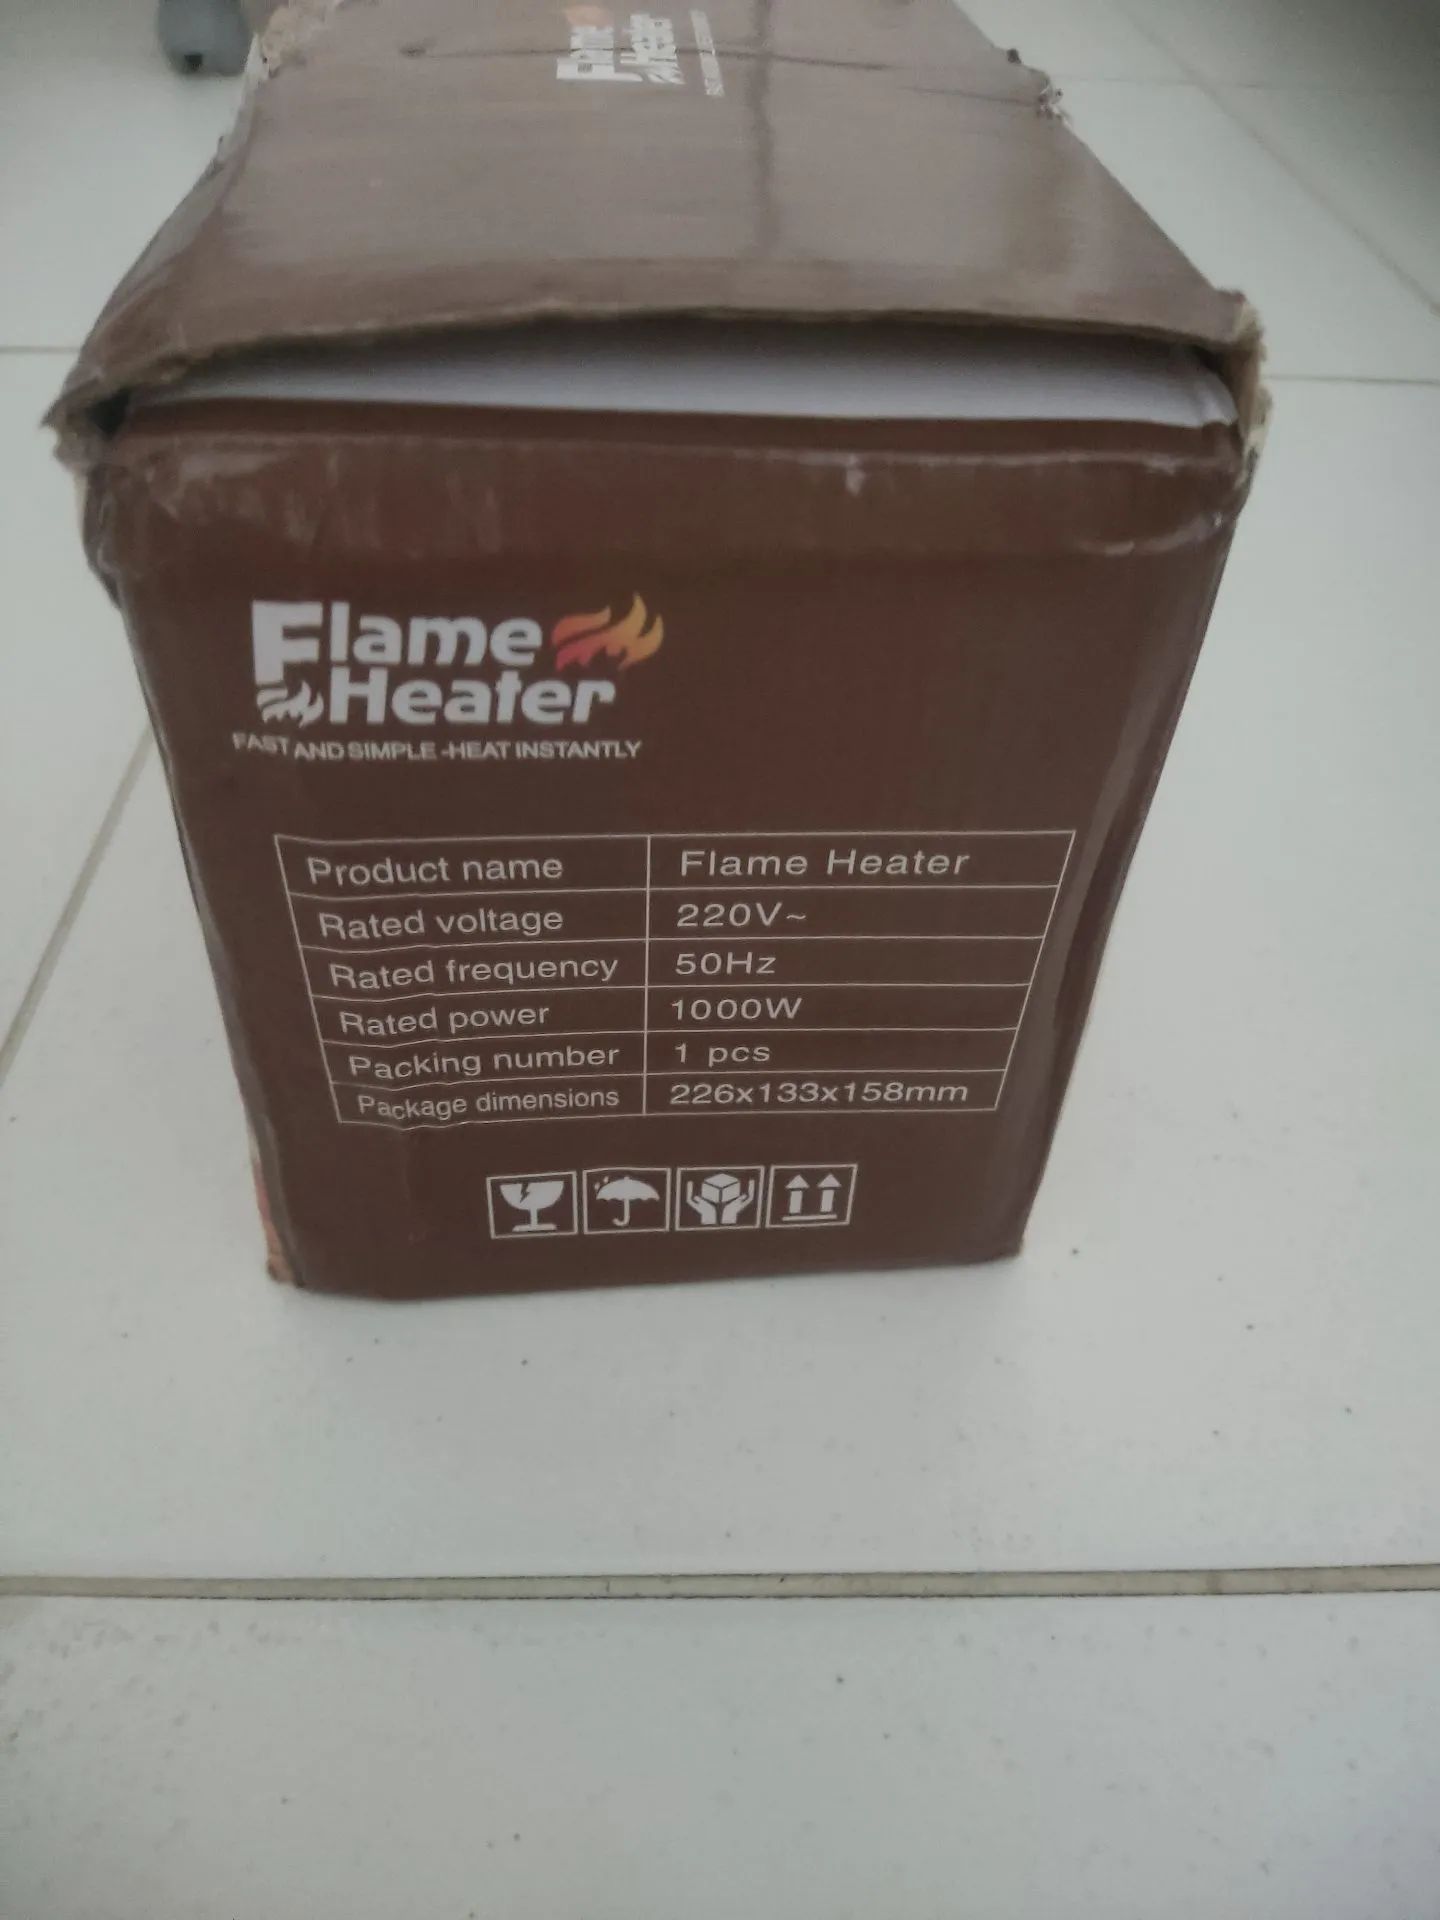 Flame
Heater
Flame
Heater
FAST AND SIMPLE-HEAT INSTANTLY
Product name Flame Heater
Rated voltage 220V~
Rated frequency 50Hz
Rated power 1000W
Packing number 1 pcs
Package dimensions 226x133x158mm